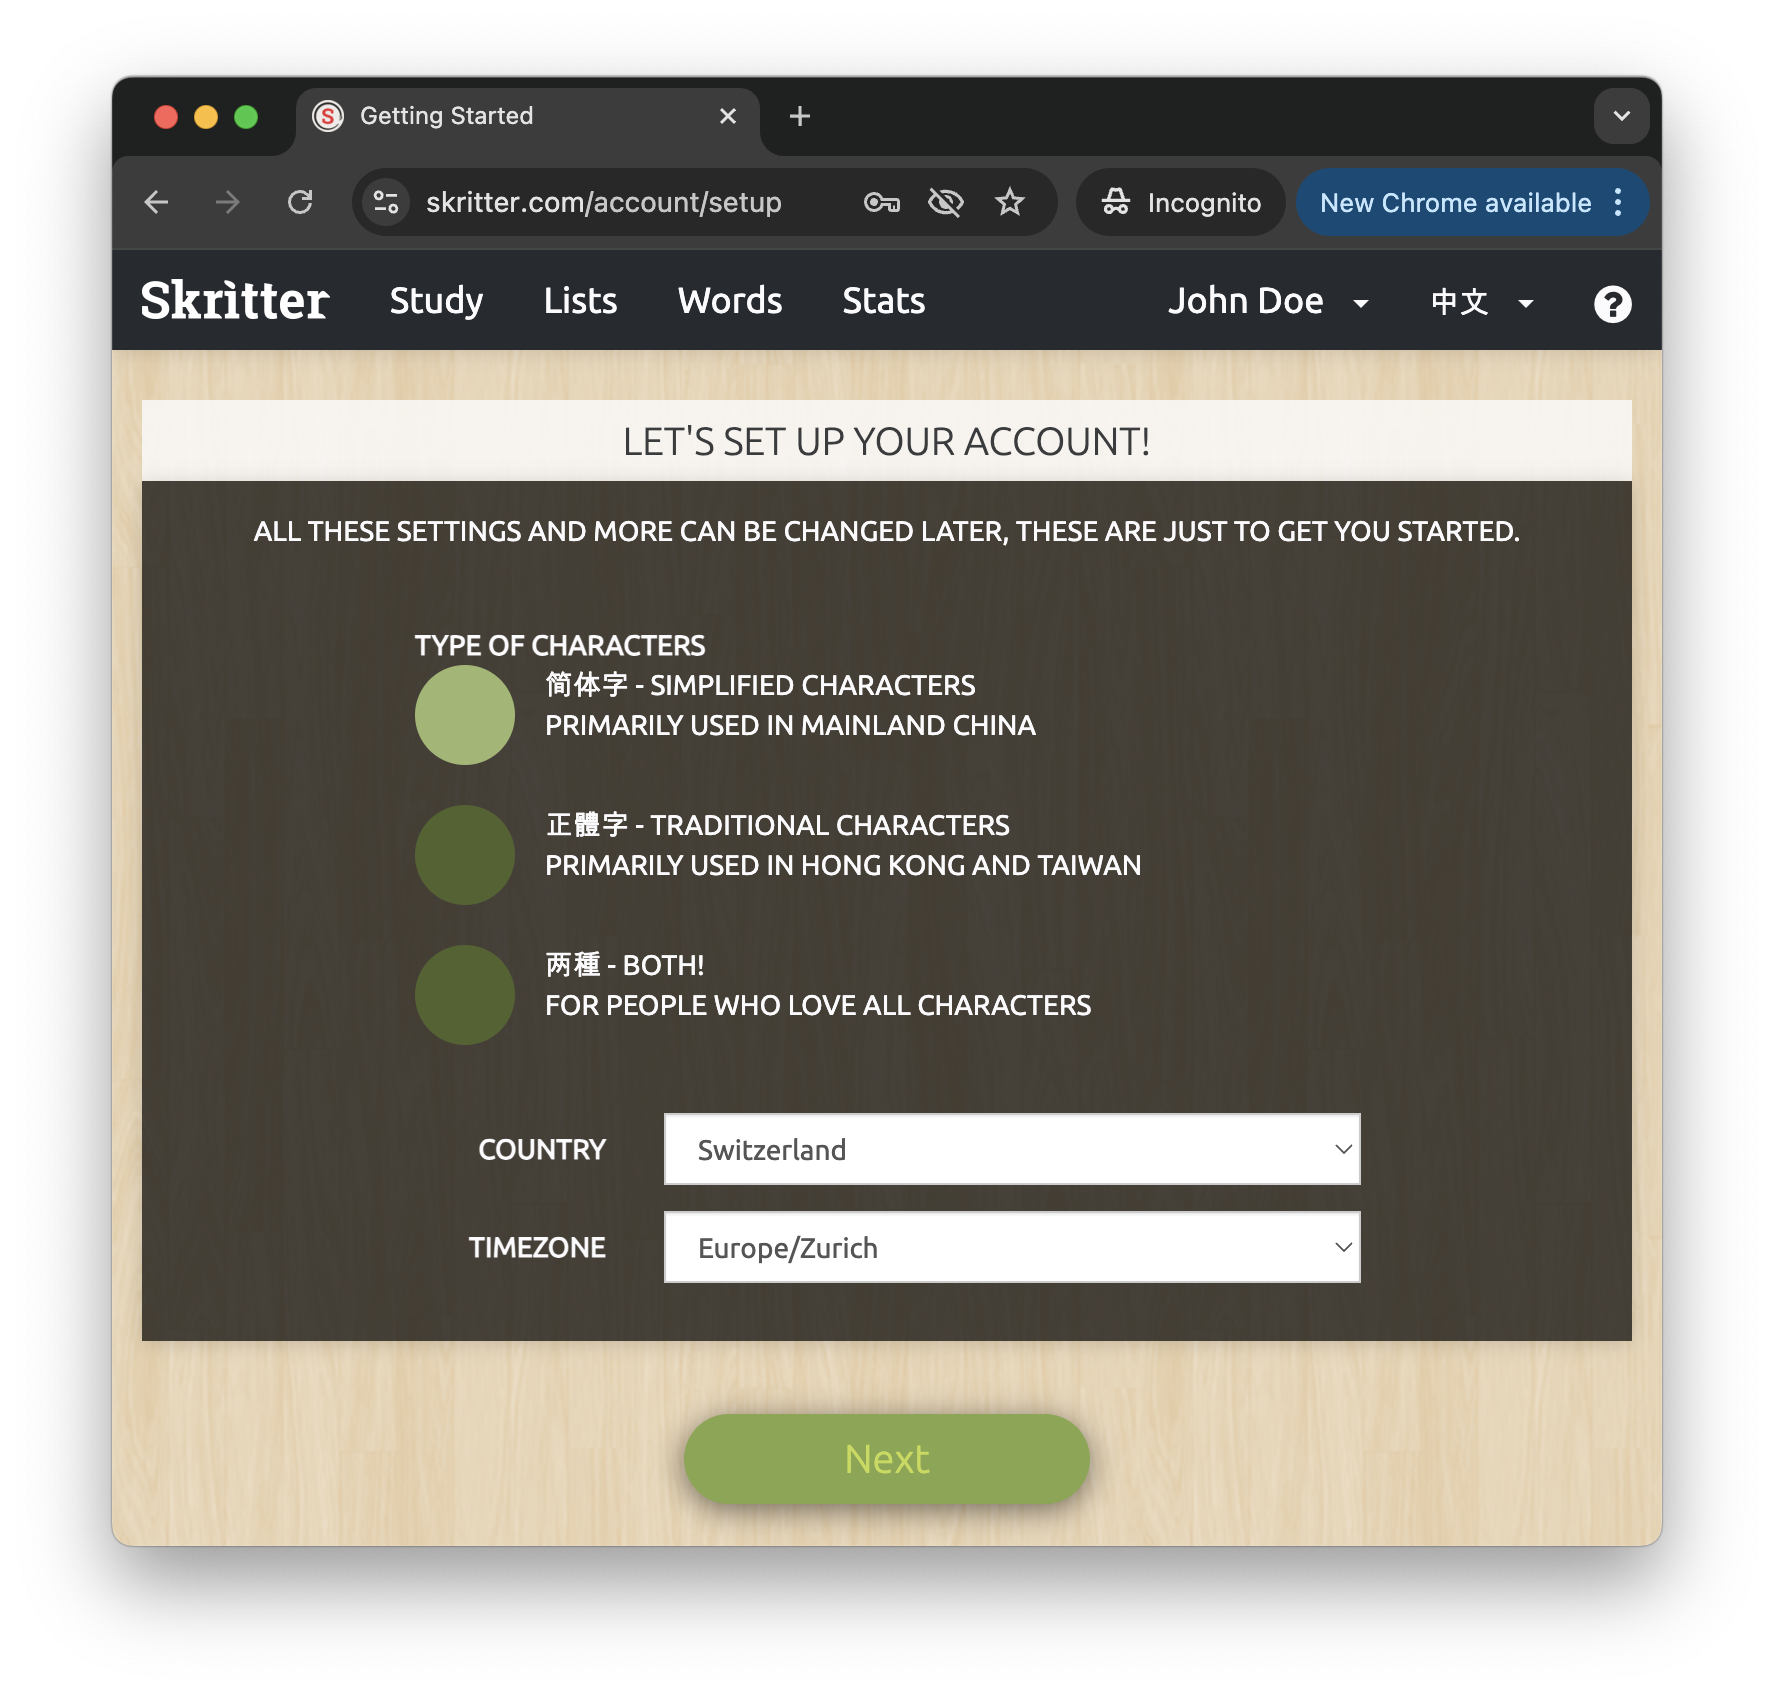 Getting Started
skritter.com/account/setup
Incognito
New Chrome available
Skritter
Study
Lists
Words
Stats
John Doe
中文
LET'S SET UP YOUR ACCOUNT!
ALL THESE SETTINGS AND MORE CAN BE CHANGED LATER, THESE ARE JUST TO GET YOU STARTED.
TYPE OF CHARACTERS
简体字 - SIMPLIFIED CHARACTERS
PRIMARILY USED IN MAINLAND CHINA
正體字 - TRADITIONAL CHARACTERS
PRIMARILY USED IN HONG KONG AND TAIWAN
两種 - BOTH!
FOR PEOPLE WHO LOVE ALL CHARACTERS
COUNTRY
Switzerland
TIMEZONE
Europe/Zurich
Next